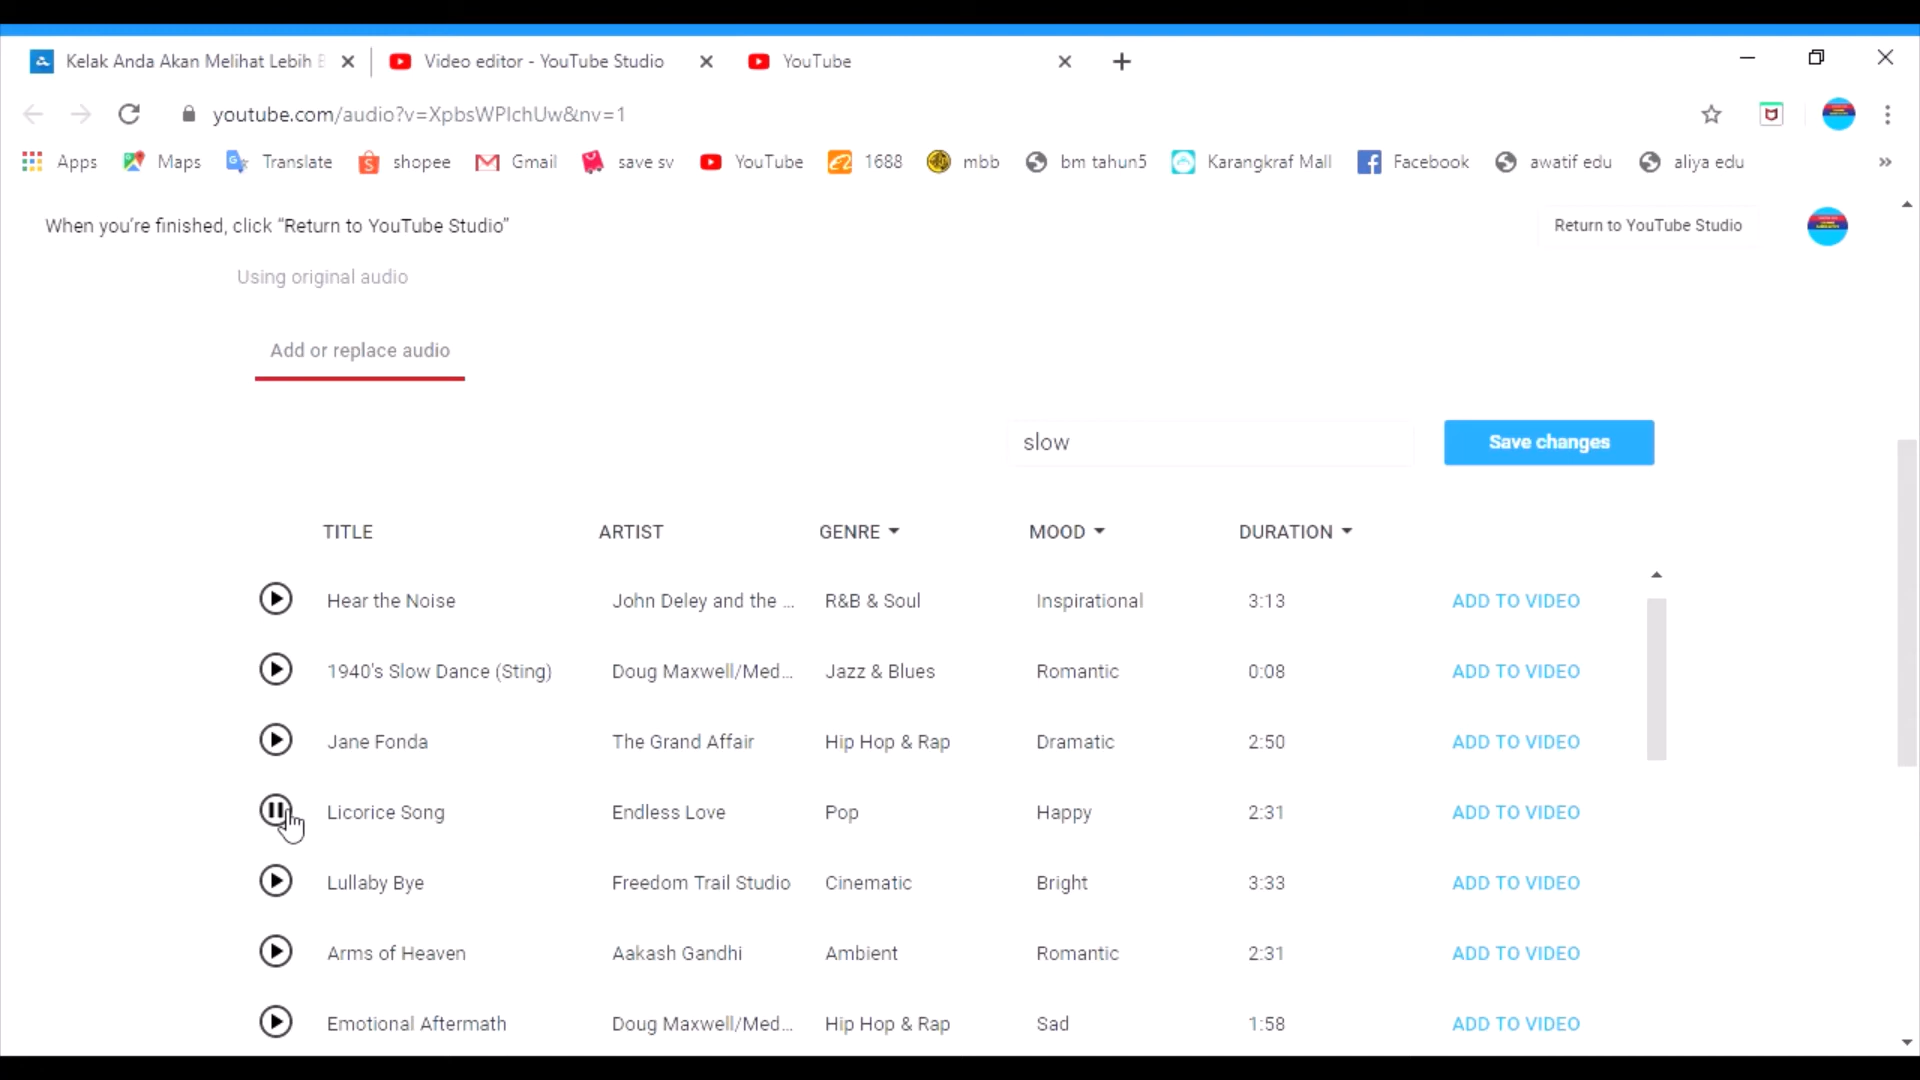 Kelak Anda Akan Melihat Lebih
Video editor - YouTube Studio
YouTube
youtube.com/audio?v=XpbsWPIchUw&nv=1
Apps
Maps
Translate
shopee
Gmail
save sv
YouTube
1688
mbb
bm tahun5
Karangkraf Mall
Facebook
awatif edu
aliya edu
When you're finished, click “Return to YouTube Studio”
Return to YouTube Studio
Using original audio
Add or replace audio
slow
Save changes
TITLE ARTIST GENRE MOOD DURATION
Hear the Noise John Deley and the ... R&B & Soul Inspirational 3:13 ADD TO VIDEO
1940's Slow Dance (Sting) Doug Maxwell/Med... Jazz & Blues Romantic 0:08 ADD TO VIDEO
Jane Fonda The Grand Affair Hip Hop & Rap Dramatic 2:50 ADD TO VIDEO
Licorice Song Endless Love Pop Happy 2:31 ADD TO VIDEO
Lullaby Bye Freedom Trail Studio Cinematic Bright 3:33 ADD TO VIDEO
Arms of Heaven Aakash Gandhi Ambient Romantic 2:31 ADD TO VIDEO
Emotional Aftermath Doug Maxwell/Med... Hip Hop & Rap Sad 1:58 ADD TO VIDEO